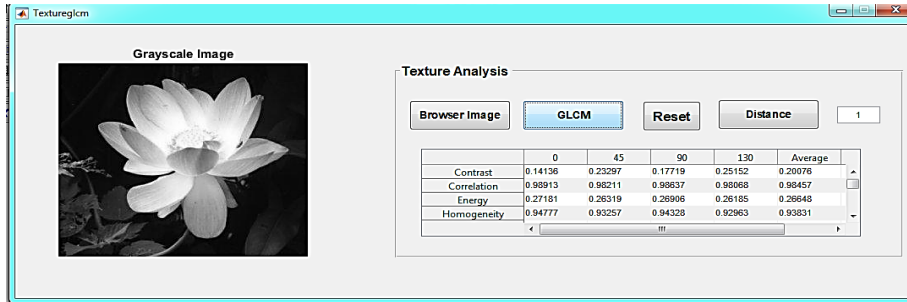 Textureglcm
Grayscale Image
Texture Analysis
Browser Image GLCM Reset Distance 1
0 45 90 130 Average
Contrast 0.14136 0.23297 0.17719 0.25152 0.20076
Correlation 0.98913 0.98211 0.98637 0.98068 0.98457
Energy 0.27181 0.26319 0.26906 0.26185 0.26648
Homogeneity 0.94777 0.93257 0.94328 0.92963 0.93831